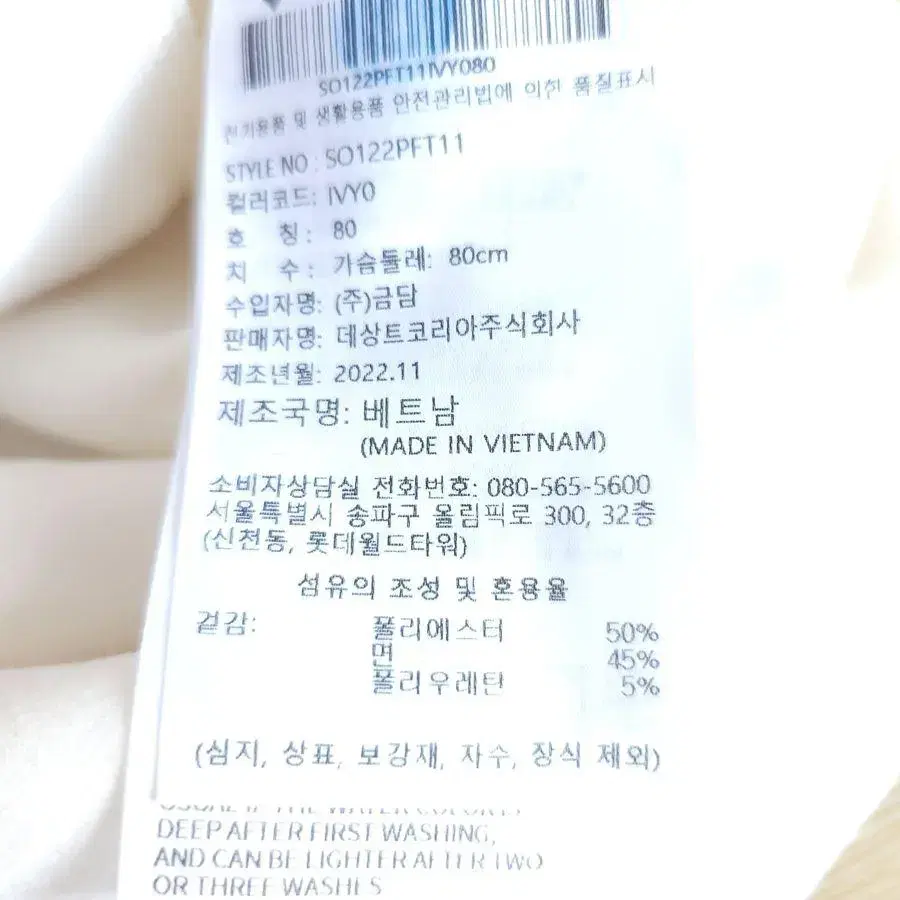 SO122PFT11IVY080
전기용품 및 생활용품 안전관리법에 의한 품질표시
STYLE NO : SO122PFT11
컬러코드: IVY0
호 칭: 80
치 수: 가슴둘레: 80cm
수입자명: (주)금담
판매자명: 데상트코리아주식회사
제조년월: 2022.11
제조국명: 베트남
(MADE IN VIETNAM)
소비자상담실 전화번호: 080-565-5600
서울특별시 송파구 올림픽로 300, 32층
(신천동, 롯데월드타워)
섬유의 조성 및 혼용율
겉감: 폴리에스터 50%
면 45%
폴리우레탄 5%
(심지, 상표, 보강재, 자수, 장식 제외)
DEEP AFTER FIRST WASHING,
AND CAN BE LIGHTER AFTER TWO
OR THREE WASHES